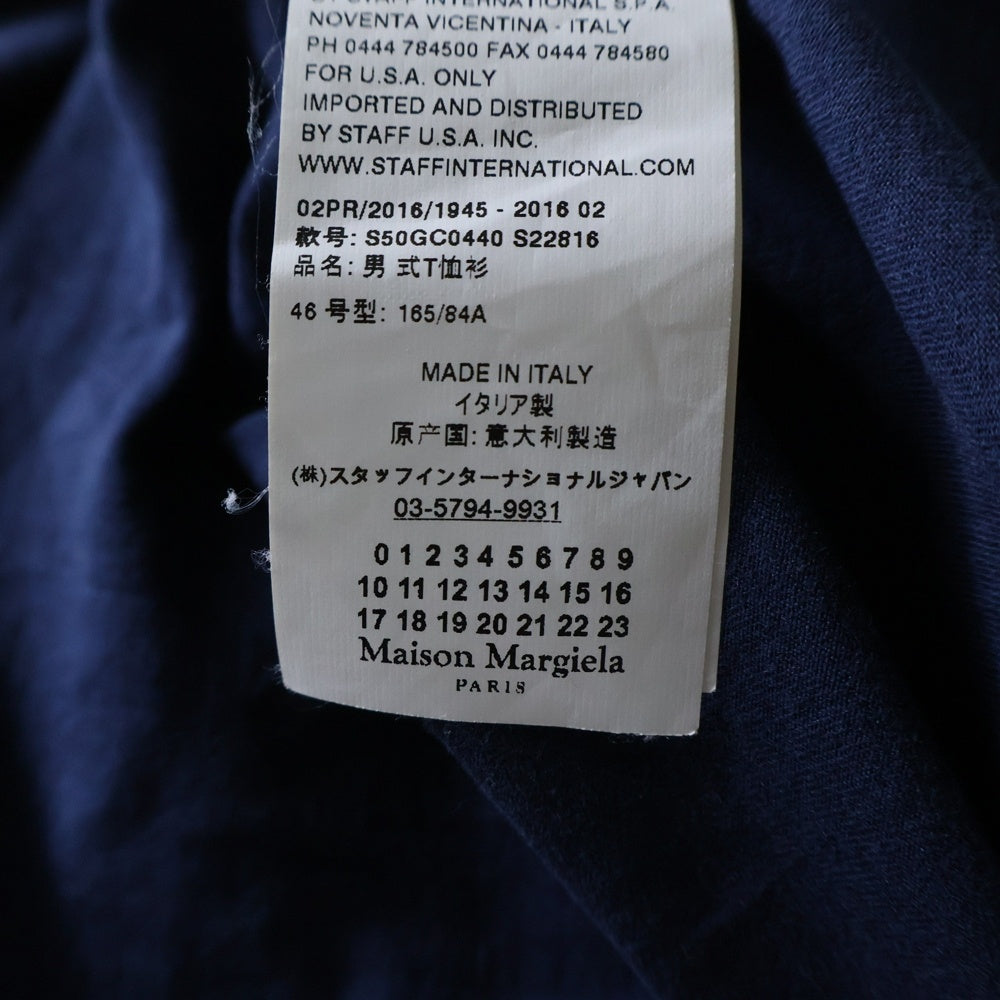 BY STAFF INTERNATIONAL S.P.A.
NOVENTA VICENTINA - ITALY
PH 0444 784500 FAX 0444 784580
FOR U.S.A. ONLY
IMPORTED AND DISTRIBUTED
BY STAFF U.S.A. INC.
WWW.STAFFINTERNATIONAL.COM
02PR/2016/1945 - 2016 02
款号: S50GC0440 S22816
品名: 男 式T恤衫
46 号型: 165/84A
MADE IN ITALY
イタリア製
原产国: 意大利製造
(株)スタッフインターナショナルジャパン
03-5794-9931
0 1 2 3 4 5 6 7 8 9
10 11 12 13 14 15 16
17 18 19 20 21 22 23
Maison Margiela
PARIS